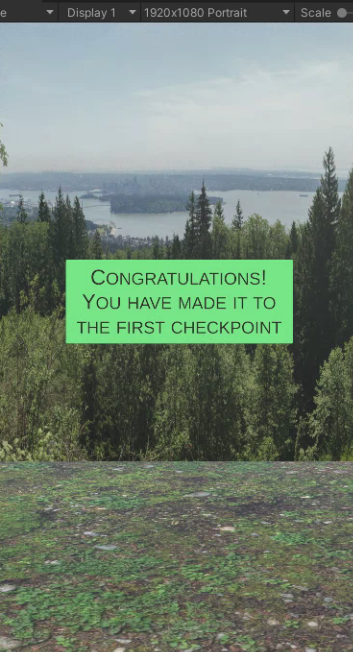 e Display 1 1920x1080 Portrait Scale
CONGRATULATIONS!
YOU HAVE MADE IT TO
THE FIRST CHECKPOINT